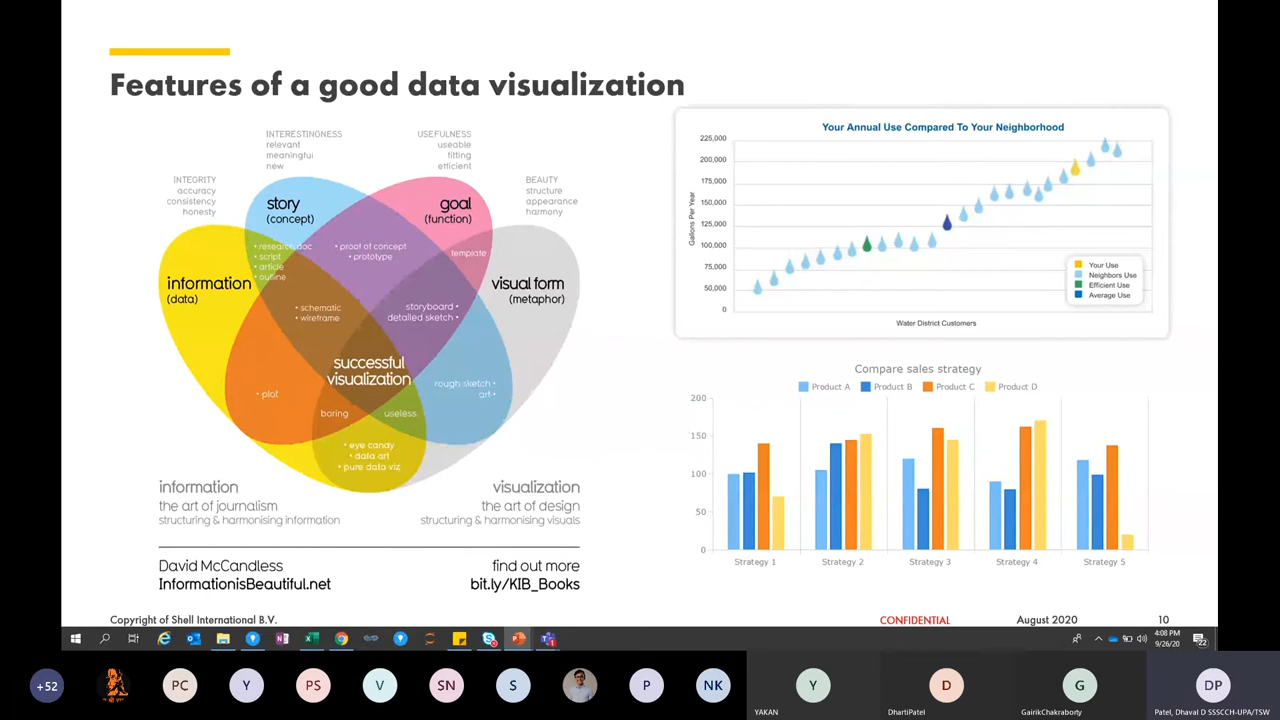 Features of a good data visualization
INTERESTINGNESS
relevant
meaningful
new
USEFULNESS
useable
fitting
efficient
INTEGRITY
accuracy
consistency
honesty
BEAUTY
structure
appearance
harmony
story
(concept)
goal
(function)
• research doc
• script
• article
• outline
• proof of concept
• prototype
template
information
(data)
visual form
(metaphor)
• schematic
• wireframe
storyboard •
detailed sketch •
successful
visualization
• plot
rough sketch •
art •
boring
useless
• eye candy
• data art
• pure data viz
information
the art of journalism
structuring & harmonising information
visualization
the art of design
structuring & harmonising visuals
David McCandless
InformationisBeautiful.net
find out more
bit.ly/KIB_Books
Your Annual Use Compared To Your Neighborhood
Gallons Per Year
225,000
200,000
175,000
150,000
125,000
100,000
75,000
50,000
0
Your Use
Neighbors Use
Efficient Use
Average Use
Water District Customers
Compare sales strategy
Product A Product B Product C Product D
200
150
100
50
0
Strategy 1 Strategy 2 Strategy 3 Strategy 4 Strategy 5
Copyright of Shell International B.V.
CONFIDENTIAL
August 2020
10
4:08 PM
9/26/20
22
+52
PC
Y
PS
V
SN
S
P
NK
Y
D
G
DP
YAKAN
DhartiPatel
GairikChakraborty
Patel, Dhaval D SSSCCH-UPA/TSW